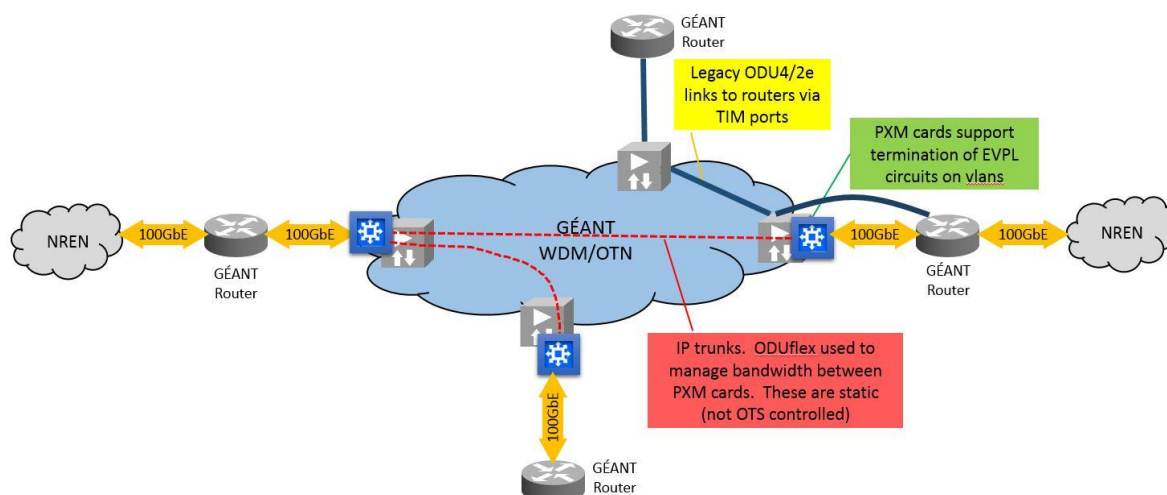 GÉANT
Router
Legacy ODU4/2e
links to routers via
TIM ports
PXM cards support
termination of EVPL
circuits on vlans
NREN
100GbE
GÉANT
Router
100GbE
GÉANT
WDM/OTN
100GbE
GÉANT
Router
100GbE
NREN
IP trunks. ODUflex used to
manage bandwidth between
PXM cards. These are static
(not OTS controlled)
100GbE
GÉANT
Router